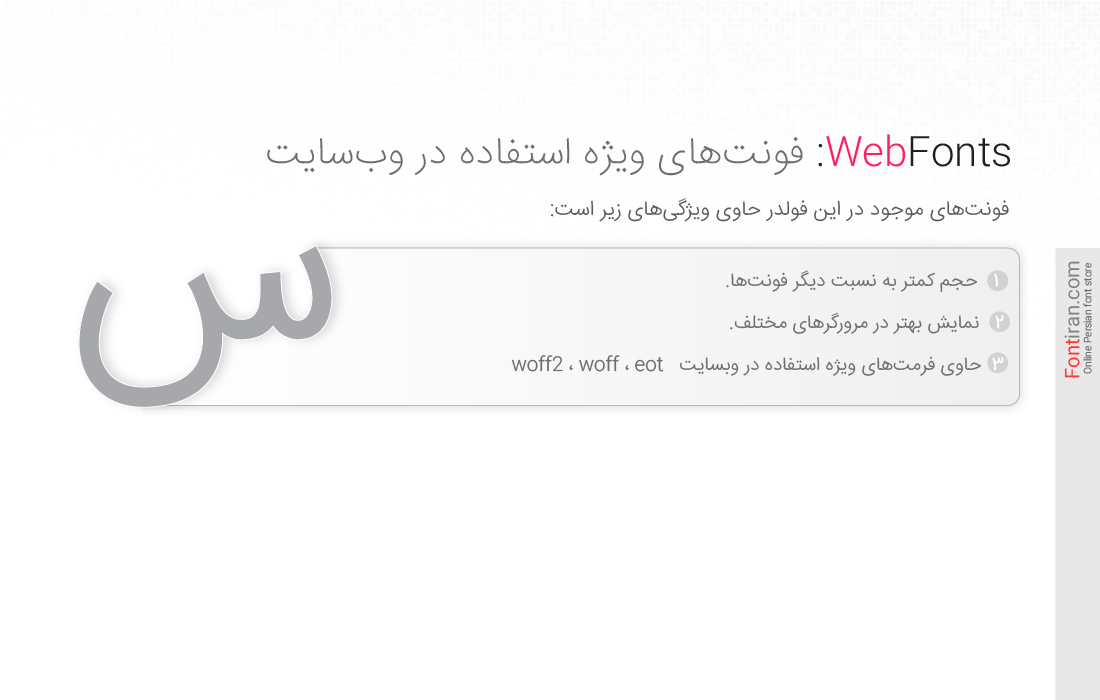 WebFonts: فونت‌های ویژه استفاده در وب‌سایت
فونت‌های موجود در این فولدر حاوی ویژگی‌های زیر است:
۱ حجم کمتر به نسبت دیگر فونت‌ها.
۲ نمایش بهتر در مرورگرهای مختلف.
۳ حاوی فرمت‌های ویژه استفاده در وبسایت woff2 ، woff ، eot
س
Fontiran.com
Online Persian font store